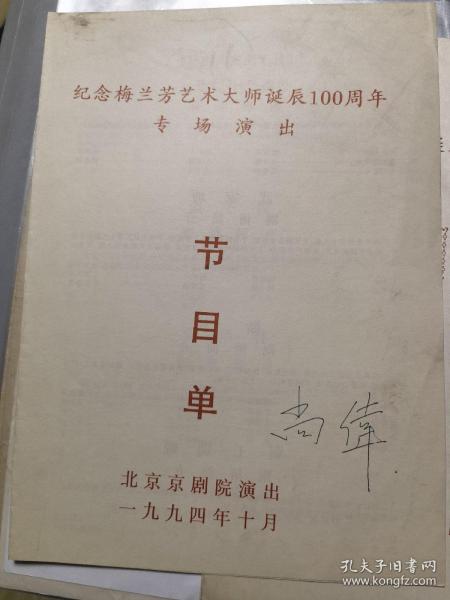 纪念梅兰芳艺术大师诞辰100周年
专场演出
节
目
单
尚偉
北京京剧院演出
一九九四年十月
孔夫子旧书网
www.kongfz.com